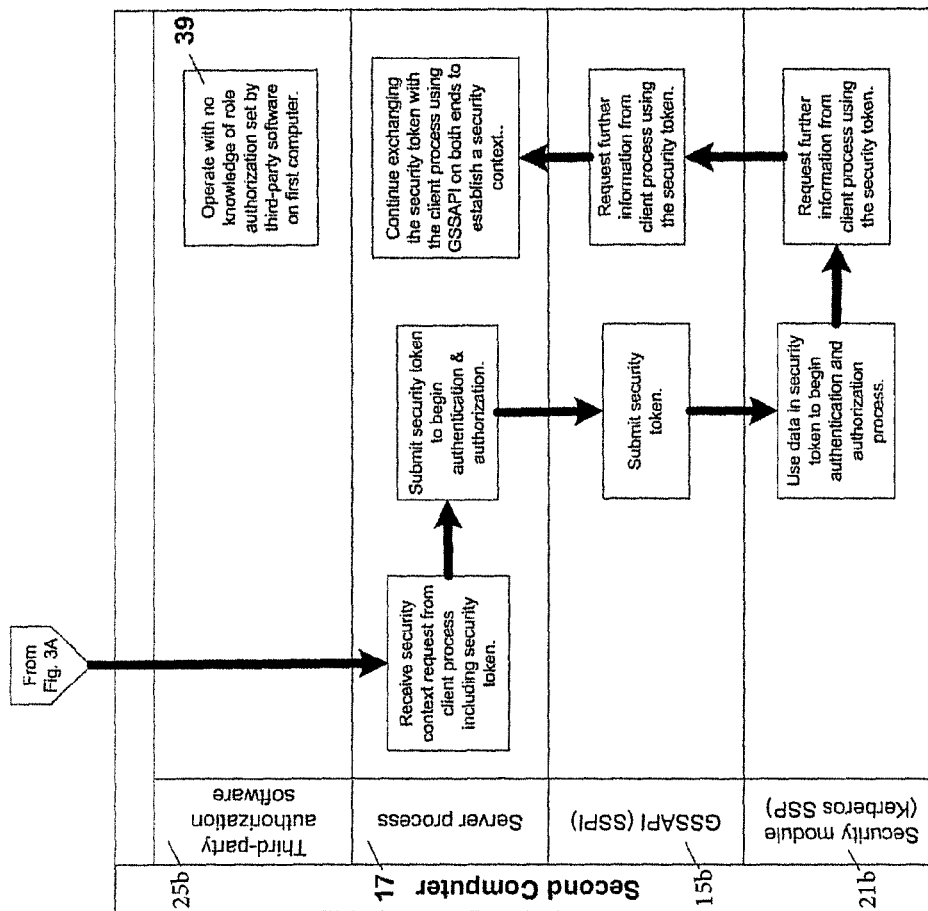 From
Fig. 3A
Third-party
authorization
software
25b
Operate with no
knowledge of role
authorization set by
third-party software
on first computer.
39
Second Computer
Server process
17
Receive security
context request from
client process
including security
token.
Submit security token
to begin
authentication &
authorization.
Continue exchanging
the security token with
the client process using
GSSAPI on both ends to
establish a security
context..
GSSAPI (SSPI)
15b
Submit security
token.
Request further
information from
client process using
the security token.
Security module
(Kerberos SSP)
21b
Use data in security
token to begin
authentication and
authorization
process.
Request further
information from
client process using
the security token.